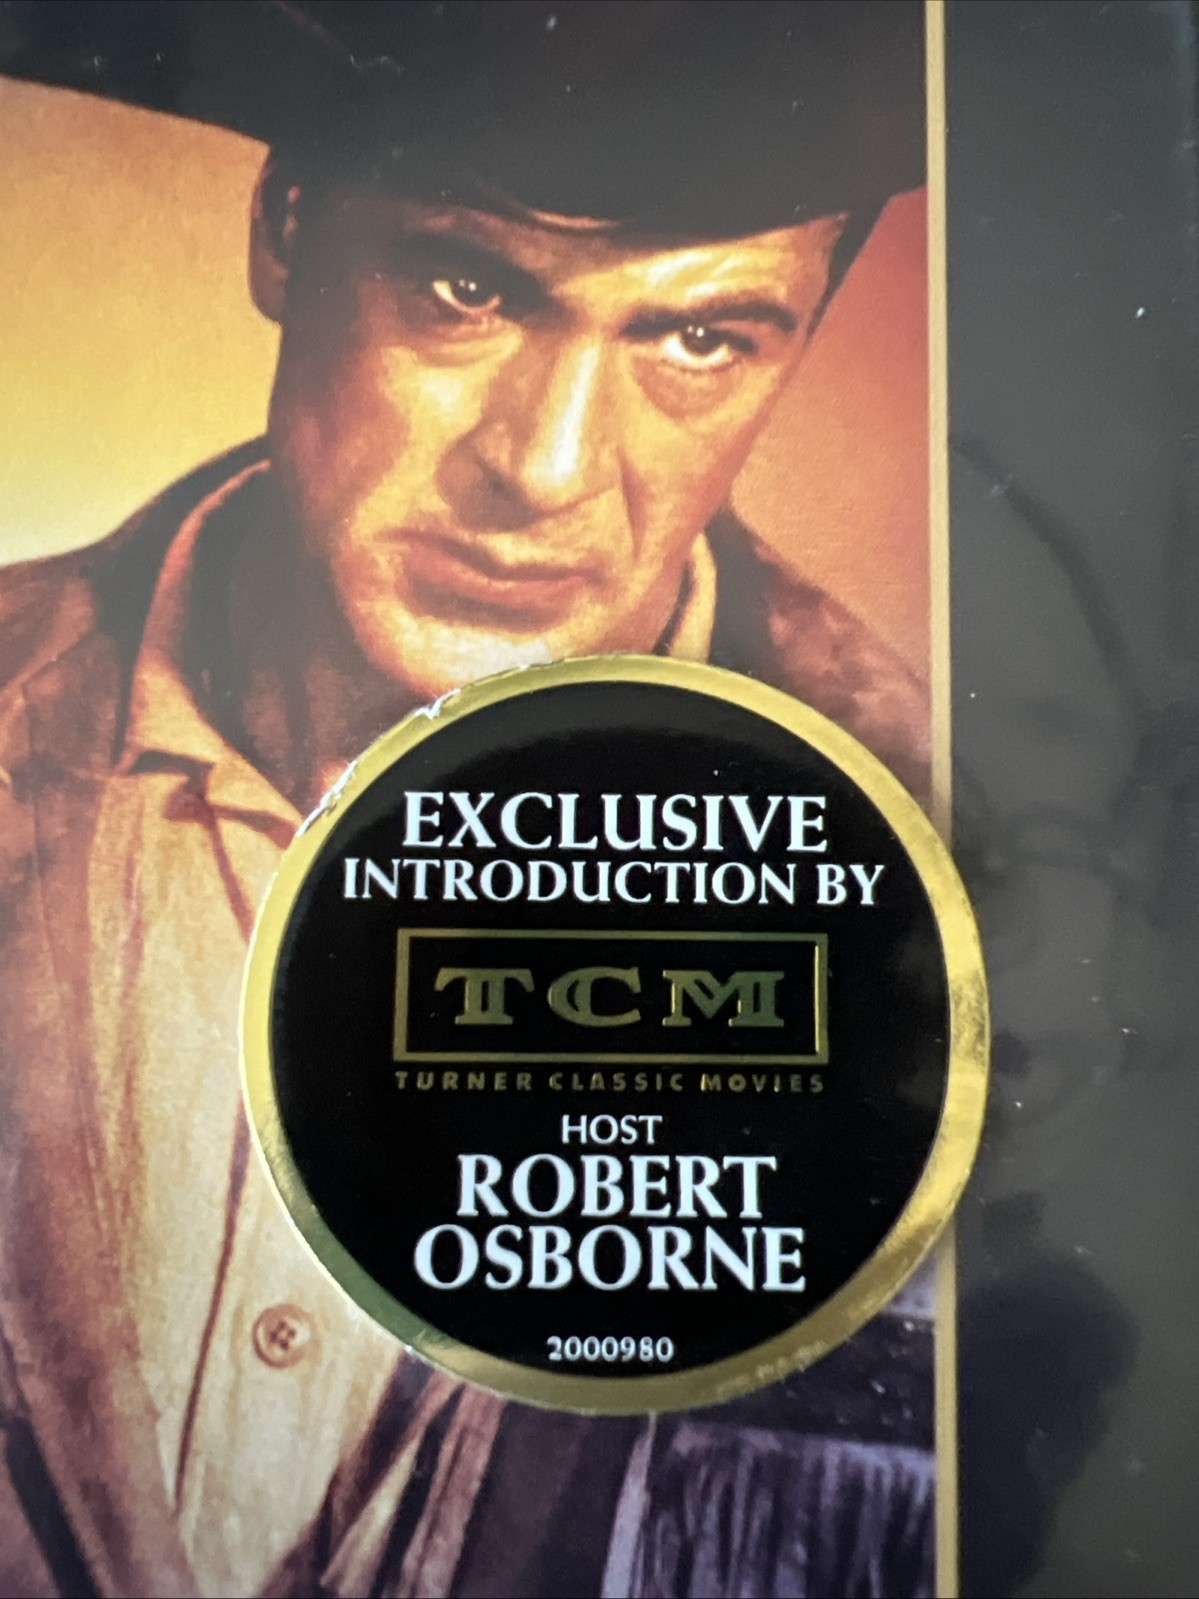 EXCLUSIVE
INTRODUCTION BY
TCM
TURNER CLASSIC MOVIES
HOST
ROBERT
OSBORNE
2000980